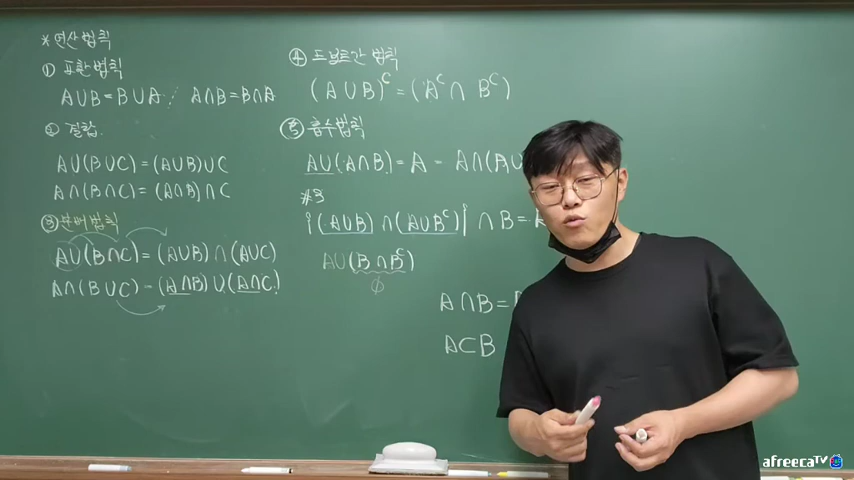 *연산법칙
① 교환법칙
A∪B=B∪A. A∩B=B∩A
② 결합.
A∪(B∪C)=(A∪B)∪C
A∩(B∩C)=(A∩B)∩C
③ 분배법칙
A∪(B∩C)=(A∪B)∩(A∪C)
A∩(B∪C)=(A∩B)∪(A∩C)
④ 드모르간 법칙
(A∪B)ᶜ=(Aᶜ∩Bᶜ)
⑤ 흡수법칙
A∪(A∩B)=A=A∩(A∪
#3
{(A∪B)∩(A∪Bᶜ)}∩B=
A∪(B∩Bᶜ)
∅
A∩B=
A⊂B
afreecaTV